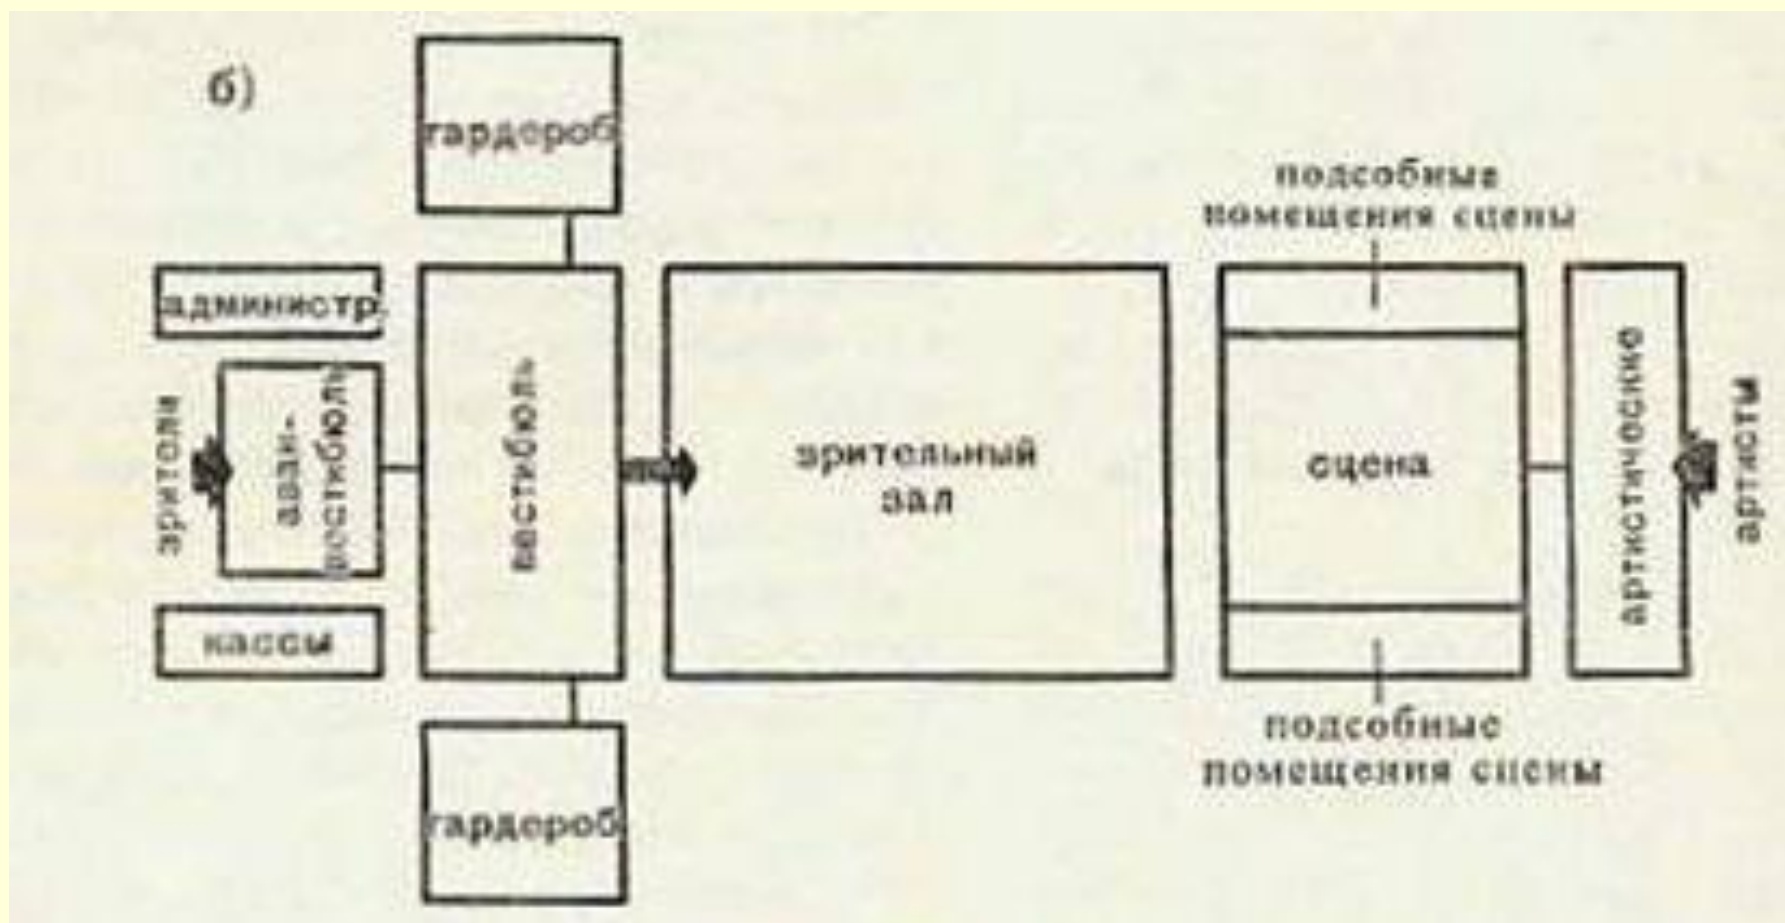 б)
гардероб
подсобные
помещения сцены
администр.
зрители
аван-
вестибюль
вестибюль
зрительный
зал
сцена
артистические
артисты
кассы
подсобные
помещения сцены
гардероб